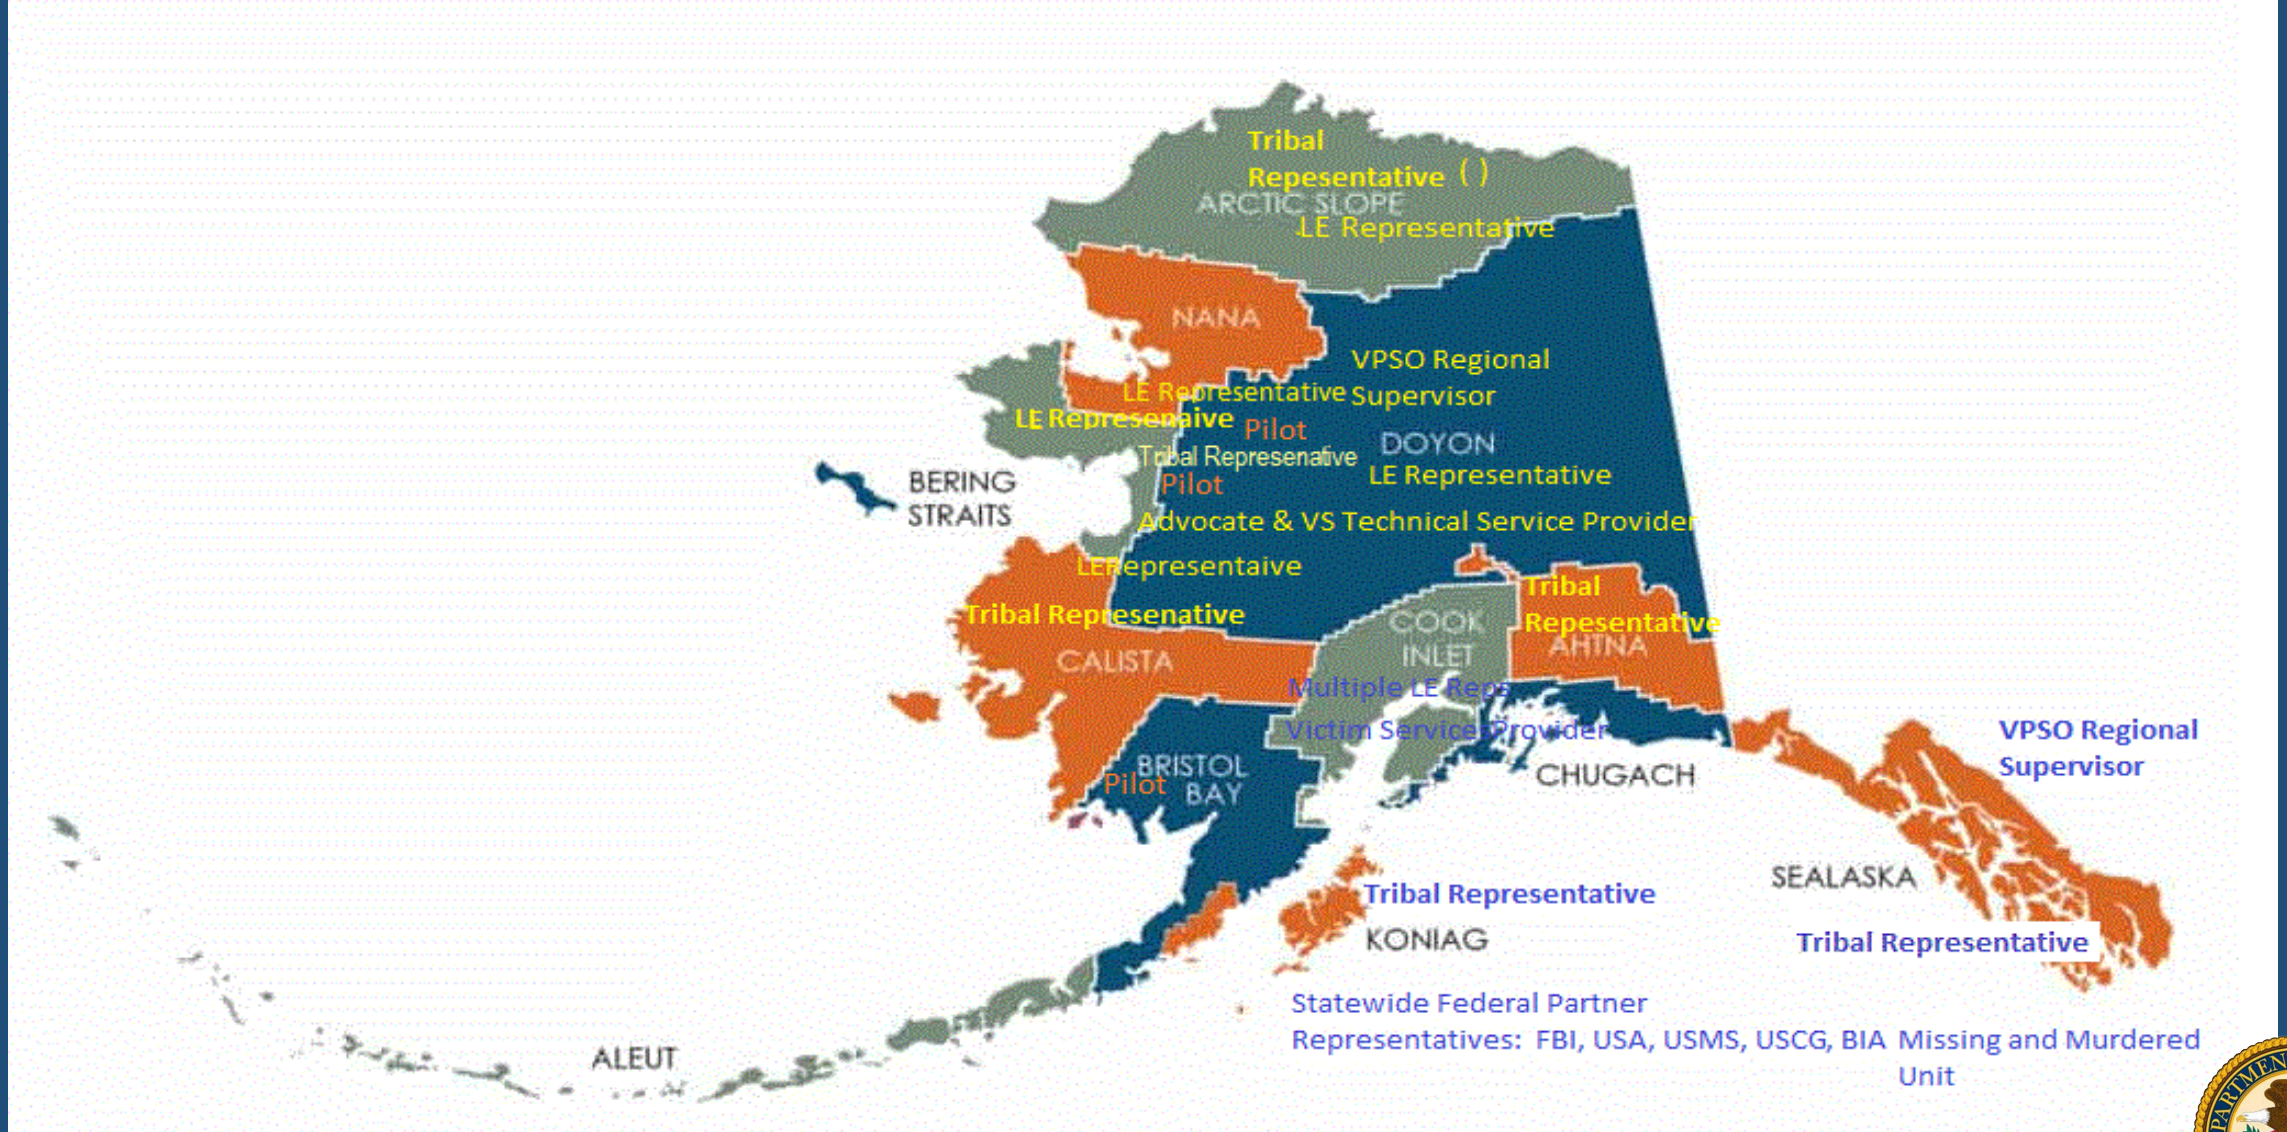 Tribal
Repesentative ( )
ARCTIC SLOPE
.LE Representative
NANA
VPSO Regional
Supervisor
LE Representative
LE Represenaive
Pilot
DOYON
Tribal Represenative
LE Representative
Pilot
BERING
STRAITS
Advocate & VS Technical Service Provider
LERepresentaive
Tribal
Repesentative
Tribal Represenative
COOK
INLET
AHTNA
CALISTA
Multiple LE Reps
Victim Services Provider
VPSO Regional
Supervisor
BRISTOL
BAY
Pilot
CHUGACH
SEALASKA
Tribal Representative
KONIAG
Tribal Representative
Statewide Federal Partner
Representatives: FBI, USA, USMS, USCG, BIA Missing and Murdered
Unit
ALEUT